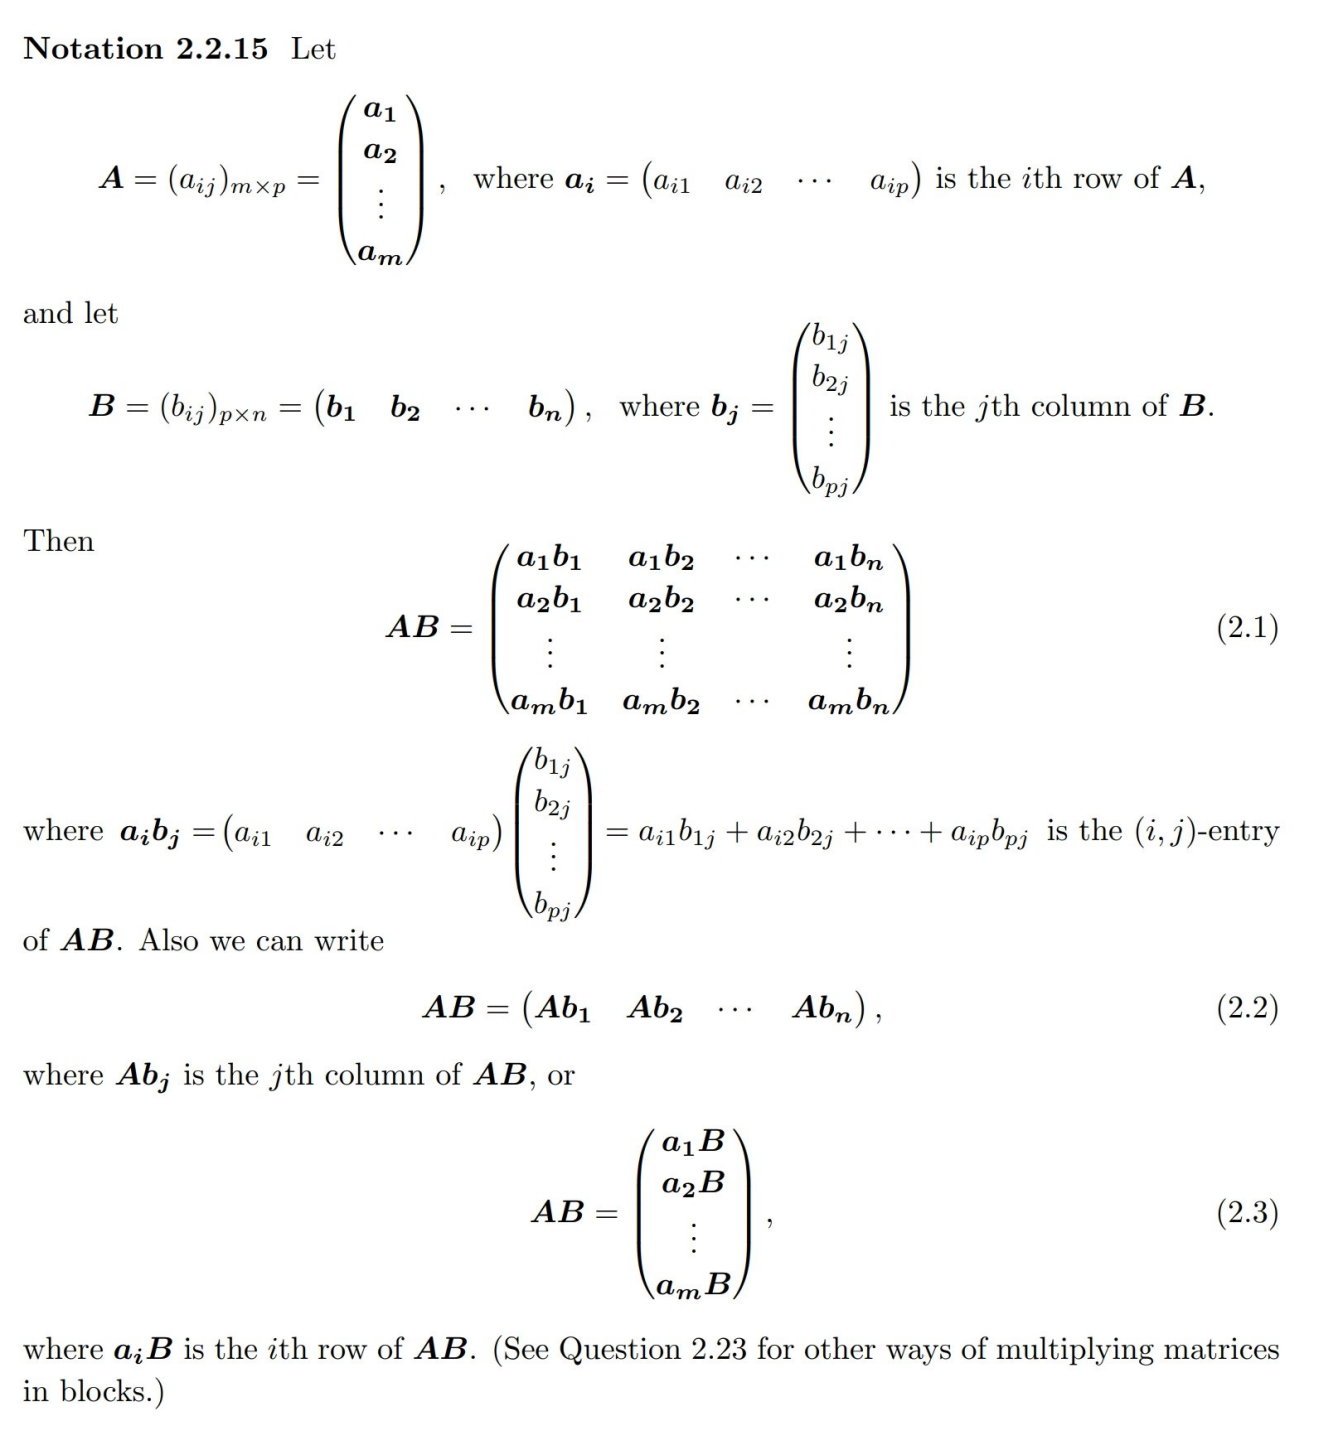 Notation 2.2.15 Let
$\boldsymbol{A} = (a_{ij})_{m \times p} = \begin{pmatrix} \boldsymbol{a_1} \\ \boldsymbol{a_2} \\ \vdots \\ \boldsymbol{a_m} \end{pmatrix}$, where $\boldsymbol{a_i} = \begin{pmatrix} a_{i1} & a_{i2} & \cdots & a_{ip} \end{pmatrix}$ is the $i$th row of $\boldsymbol{A}$,
and let
$\boldsymbol{B} = (b_{ij})_{p \times n} = \begin{pmatrix} \boldsymbol{b_1} & \boldsymbol{b_2} & \cdots & \boldsymbol{b_n} \end{pmatrix}$, where $\boldsymbol{b_j} = \begin{pmatrix} b_{1j} \\ b_{2j} \\ \vdots \\ b_{pj} \end{pmatrix}$ is the $j$th column of $\boldsymbol{B}$.
Then
$\boldsymbol{AB} = \begin{pmatrix} \boldsymbol{a_1b_1} & \boldsymbol{a_1b_2} & \cdots & \boldsymbol{a_1b_n} \\ \boldsymbol{a_2b_1} & \boldsymbol{a_2b_2} & \cdots & \boldsymbol{a_2b_n} \\ \vdots & \vdots & & \vdots \\ \boldsymbol{a_mb_1} & \boldsymbol{a_mb_2} & \cdots & \boldsymbol{a_mb_n} \end{pmatrix}$ (2.1)
where $\boldsymbol{a_ib_j} = \begin{pmatrix} a_{i1} & a_{i2} & \cdots & a_{ip} \end{pmatrix} \begin{pmatrix} b_{1j} \\ b_{2j} \\ \vdots \\ b_{pj} \end{pmatrix} = a_{i1}b_{1j} + a_{i2}b_{2j} + \cdots + a_{ip}b_{pj}$ is the $(i,j)$-entry
of $\boldsymbol{AB}$. Also we can write
$\boldsymbol{AB} = \begin{pmatrix} \boldsymbol{Ab_1} & \boldsymbol{Ab_2} & \cdots & \boldsymbol{Ab_n} \end{pmatrix}$, (2.2)
where $\boldsymbol{Ab_j}$ is the $j$th column of $\boldsymbol{AB}$, or
$\boldsymbol{AB} = \begin{pmatrix} \boldsymbol{a_1B} \\ \boldsymbol{a_2B} \\ \vdots \\ \boldsymbol{a_mB} \end{pmatrix}$, (2.3)
where $\boldsymbol{a_iB}$ is the $i$th row of $\boldsymbol{AB}$. (See Question 2.23 for other ways of multiplying matrices
in blocks.)